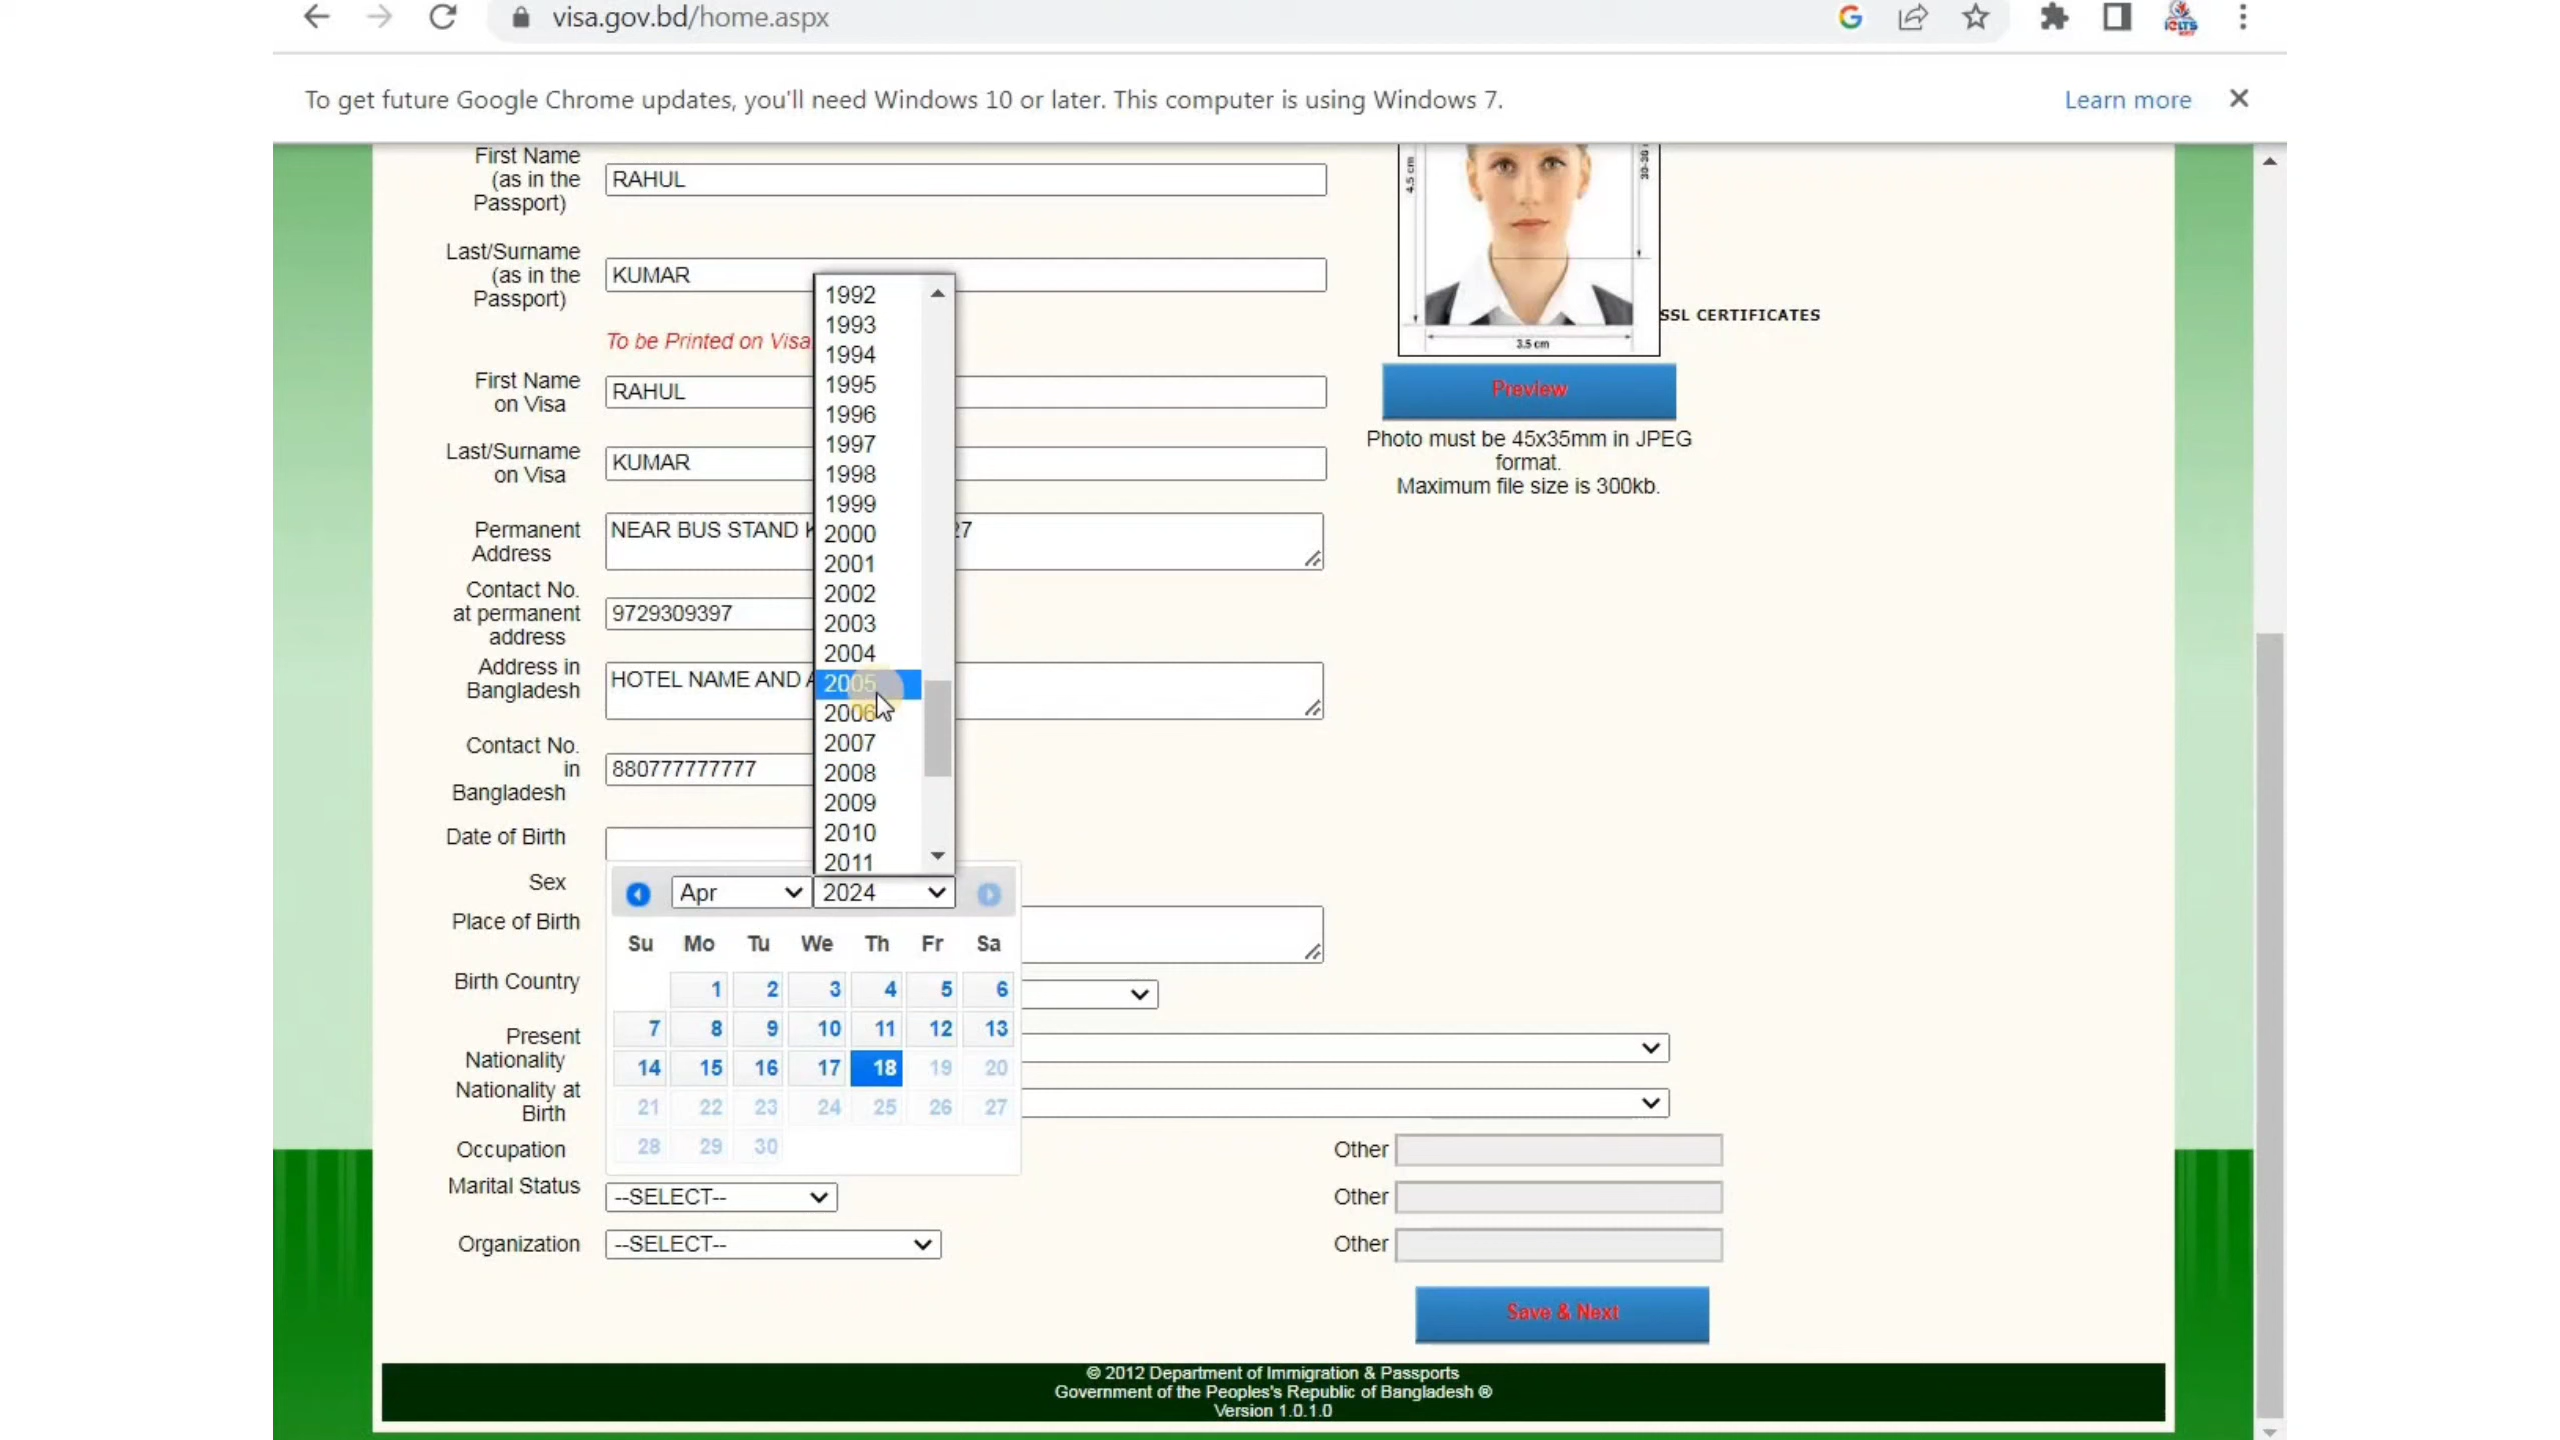 visa.gov.bd/home.aspx
To get future Google Chrome updates, you'll need Windows 10 or later. This computer is using Windows 7.
Learn more
First Name
(as in the
Passport)
RAHUL
4.5 cm
30-30
Last/Surname
(as in the
Passport)
KUMAR
SSL CERTIFICATES
3.5 cm
To be Printed on Visa
First Name
on Visa
RAHUL
Preview
Photo must be 45x35mm in JPEG
format.
Maximum file size is 300kb.
Last/Surname
on Visa
KUMAR
Permanent
Address
NEAR BUS STAND
27
Contact No.
at permanent
address
9729309397
Address in
Bangladesh
HOTEL NAME AND
Contact No.
in
Bangladesh
880777777777
Date of Birth
1992
1993
1994
1995
1996
1997
1998
1999
2000
2001
2002
2003
2004
2005
2006
2007
2008
2009
2010
2011
Sex
Apr
2024
Place of Birth
Su Mo Tu We Th Fr Sa
1 2 3 4 5 6
7 8 9 10 11 12 13
14 15 16 17 18 19 20
21 22 23 24 25 26 27
28 29 30
Birth Country
Present
Nationality
Nationality at
Birth
Occupation
Other
Marital Status
--SELECT--
Other
Organization
--SELECT--
Other
Save & Next
© 2012 Department of Immigration & Passports
Government of the Peoples's Republic of Bangladesh ®
Version 1.0.1.0